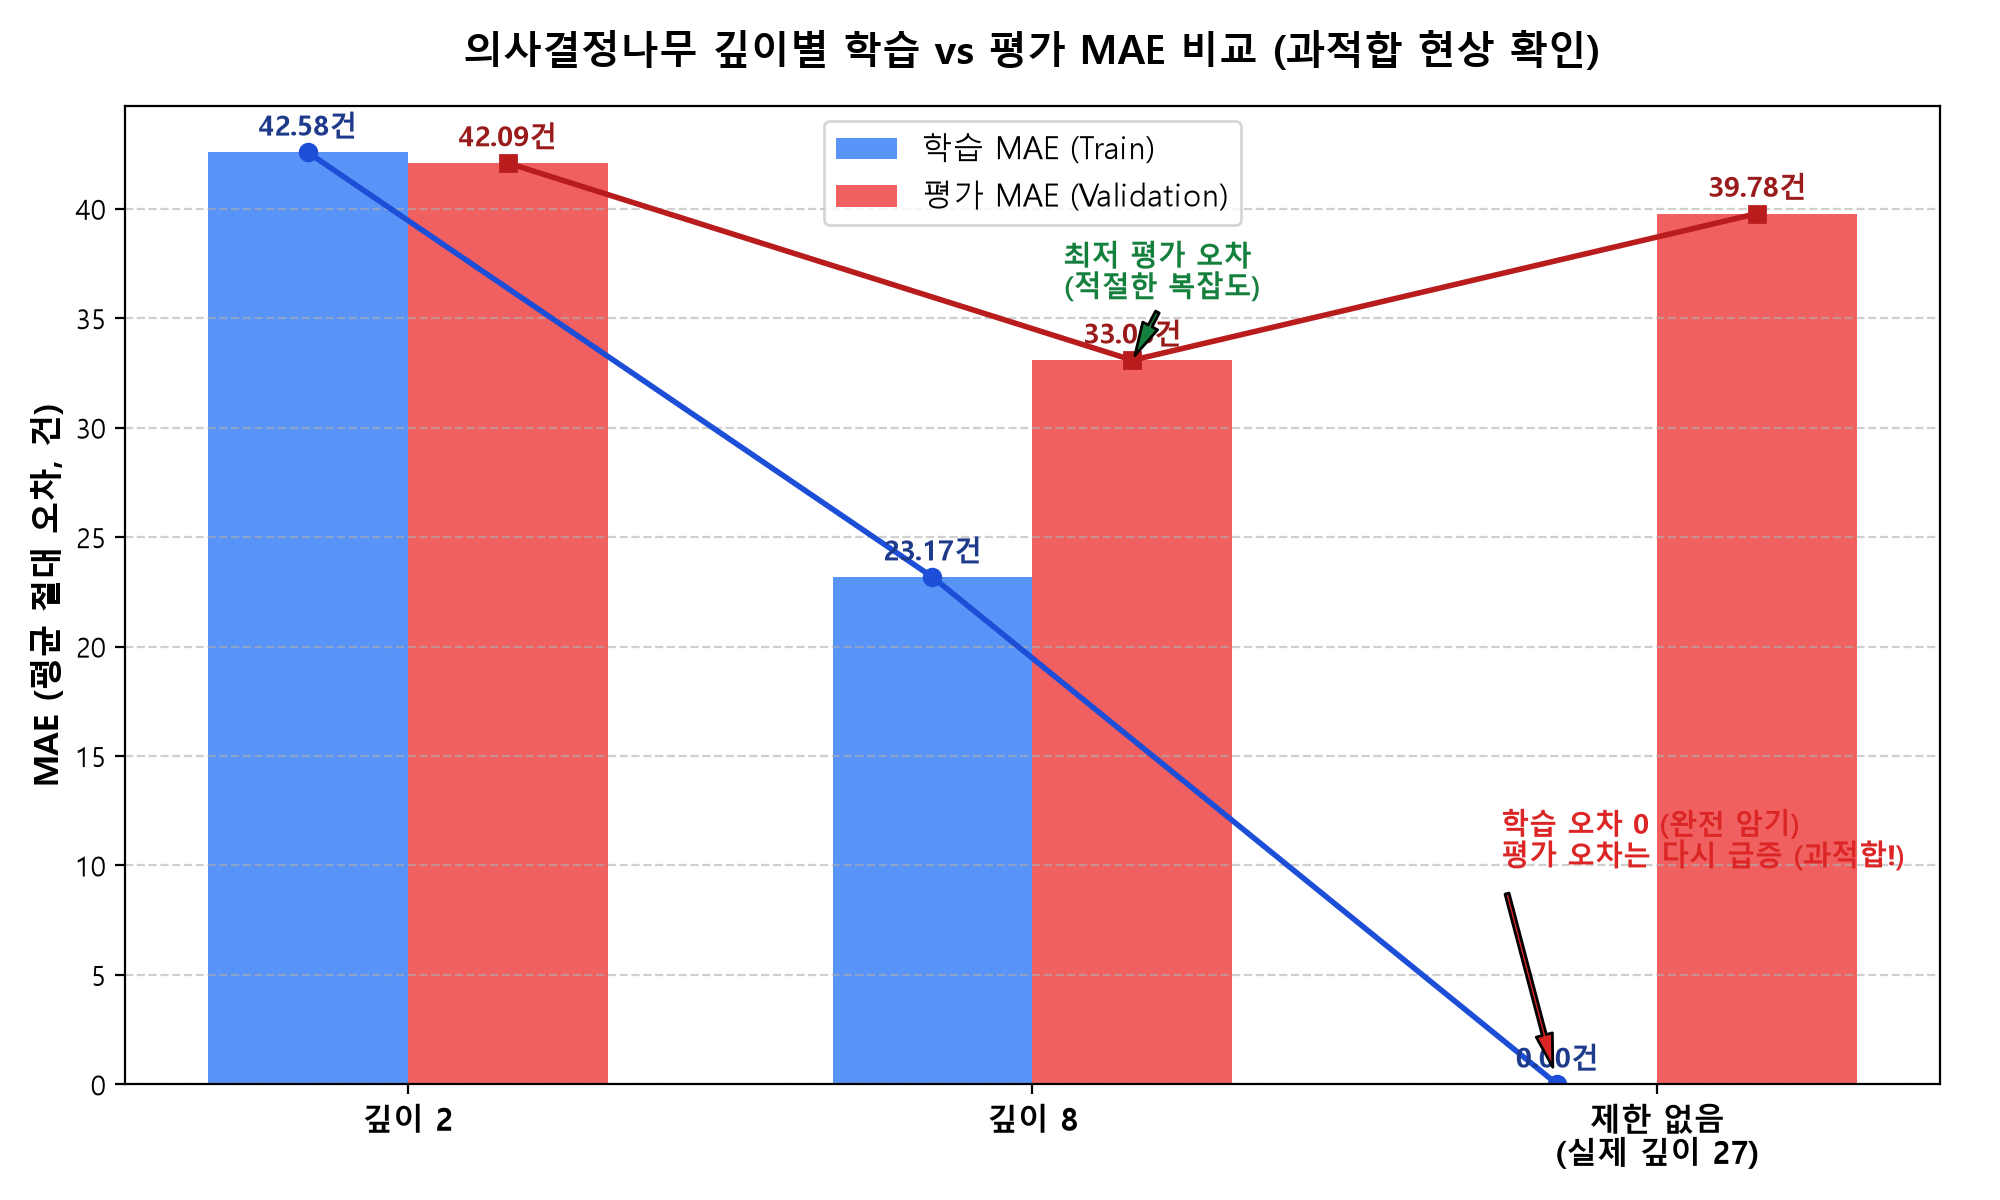 의사결정나무 깊이별 학습 vs 평가 MAE 비교 (과적합 현상 확인)
MAE (평균 절대 오차, 건)
40
35
30
25
20
15
10
5
0
학습 MAE (Train)
평가 MAE (Validation)
42.58건
42.09건
39.78건
최저 평가 오차
(적절한 복잡도)
23.17건
학습 오차 0 (완전 암기)
평가 오차는 다시 급증 (과적합!)
0.00건
깊이 2
깊이 8
제한 없음
(실제 깊이 27)